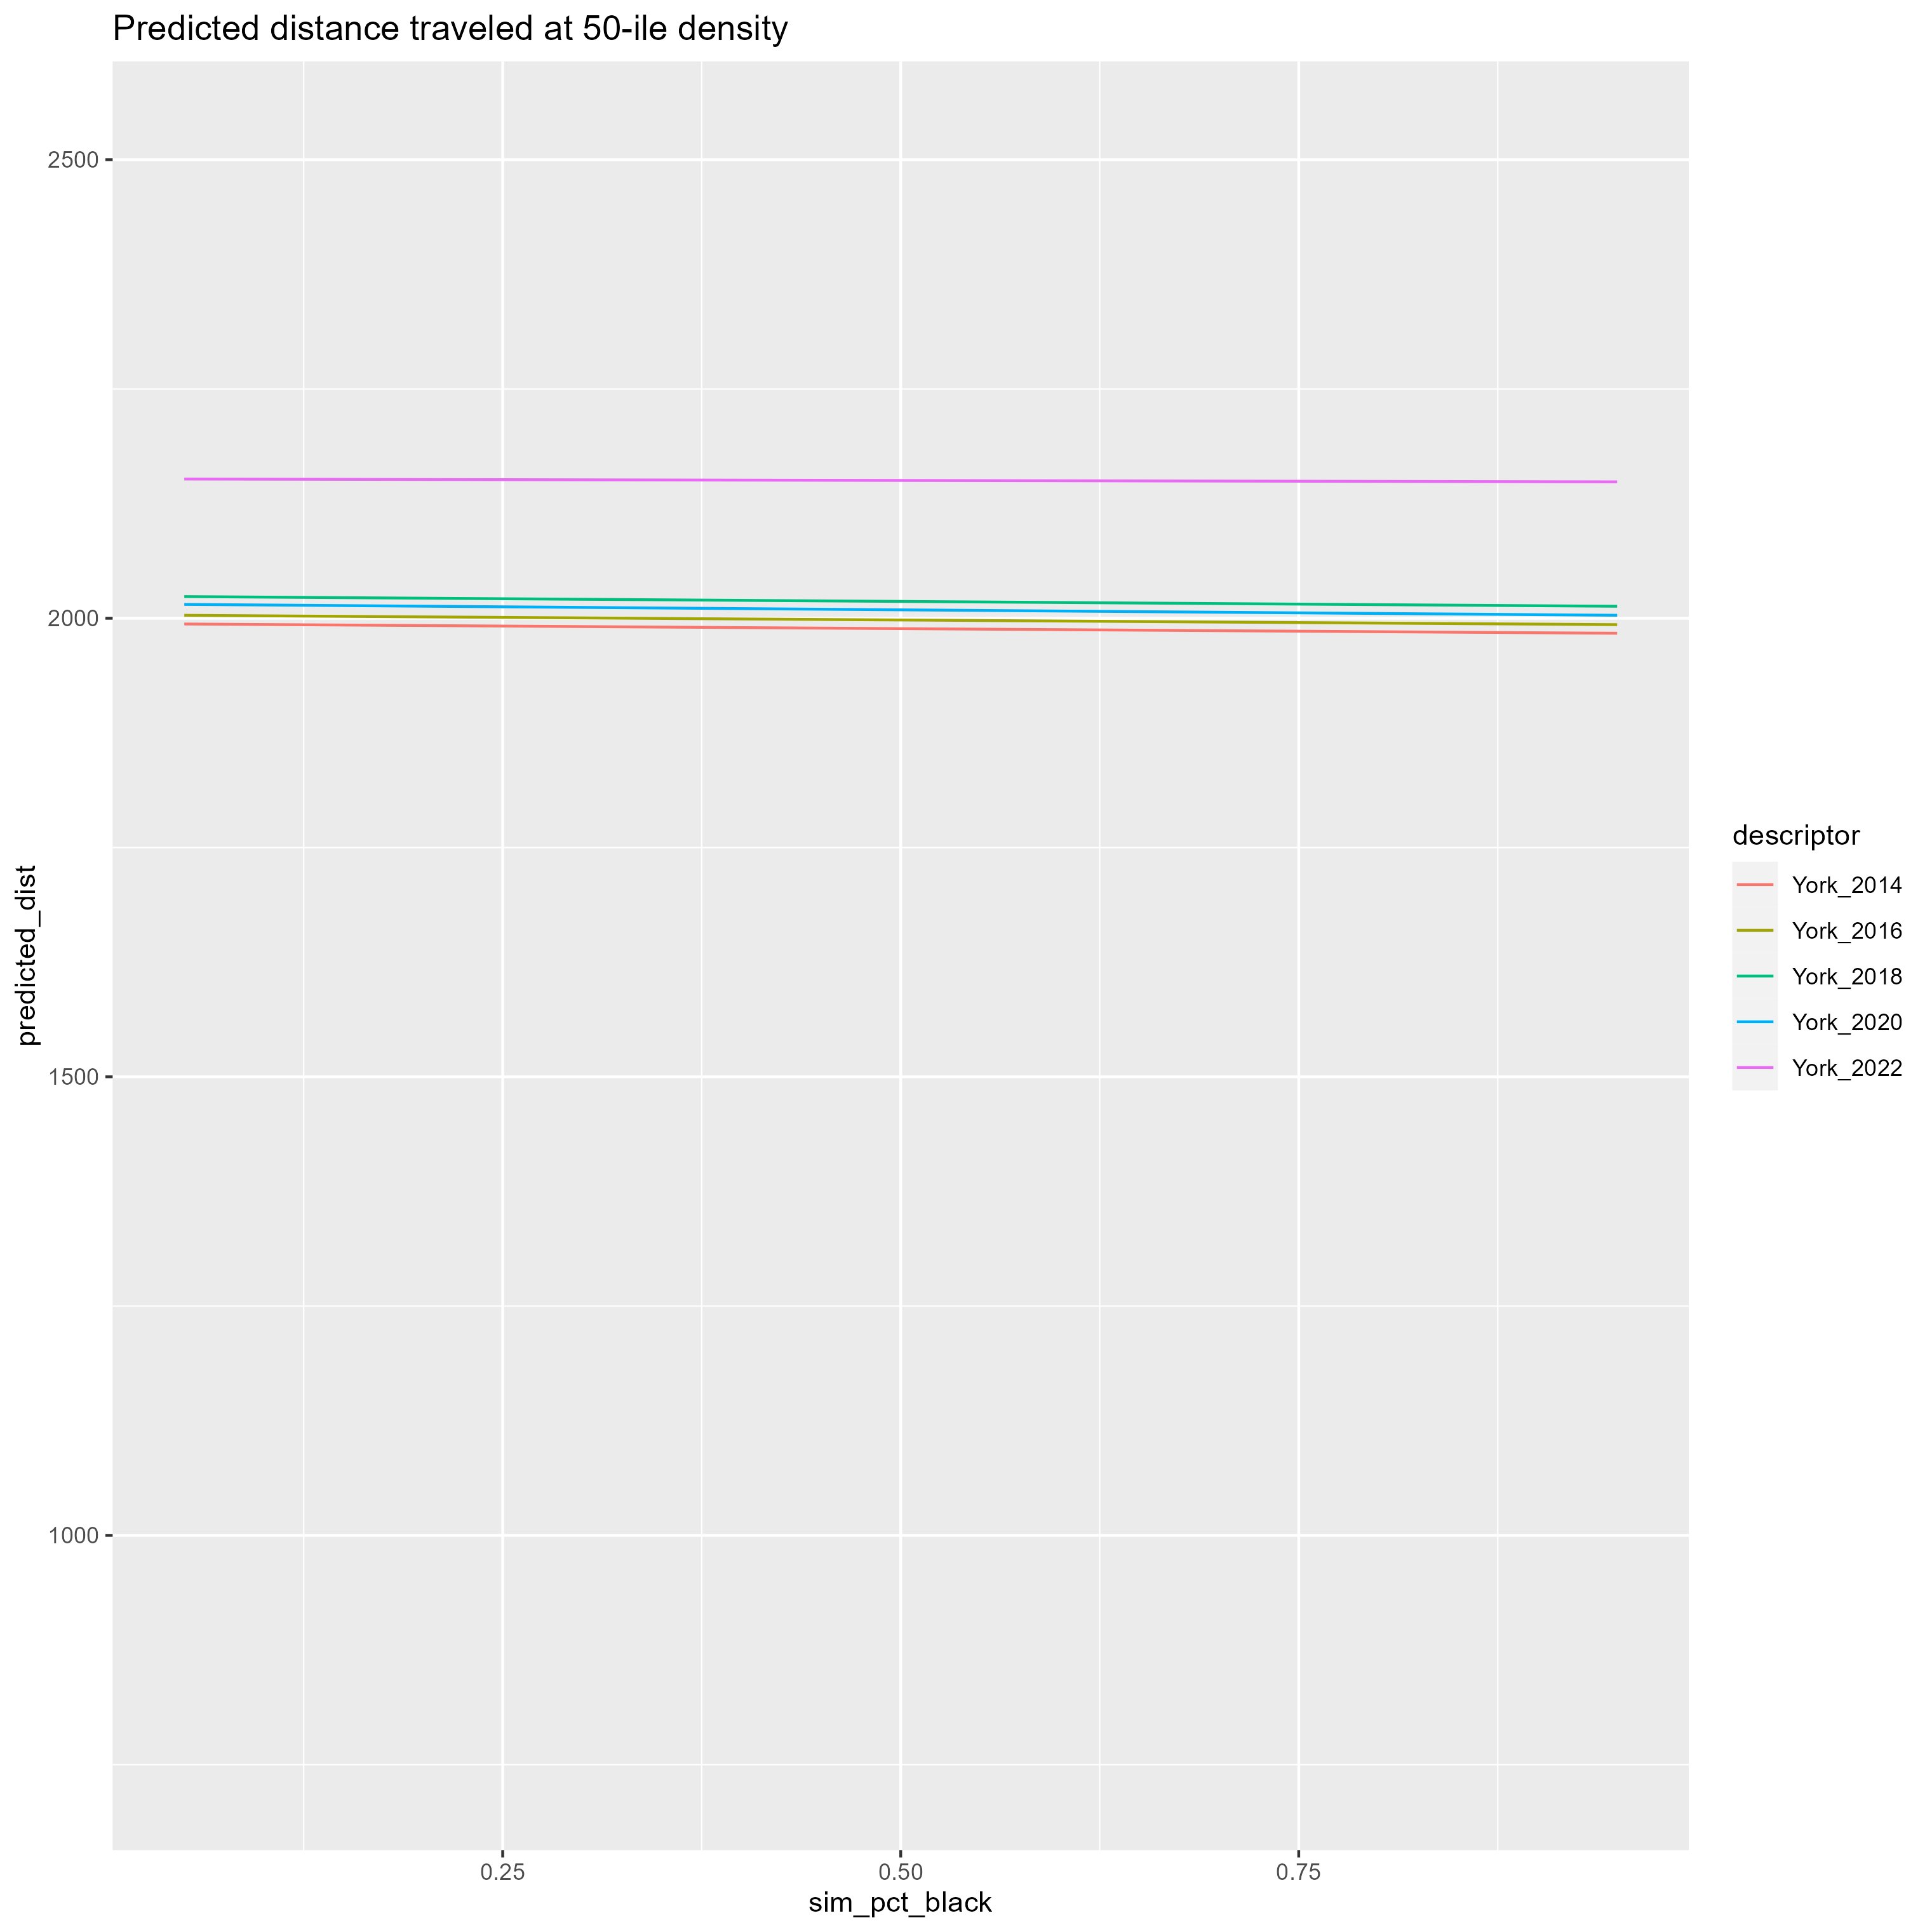 Predicted distance traveled at 50-ile density
predicted_dist
2500
2000
1500
1000
0.25
0.50
0.75
sim_pct_black
descriptor
York_2014
York_2016
York_2018
York_2020
York_2022